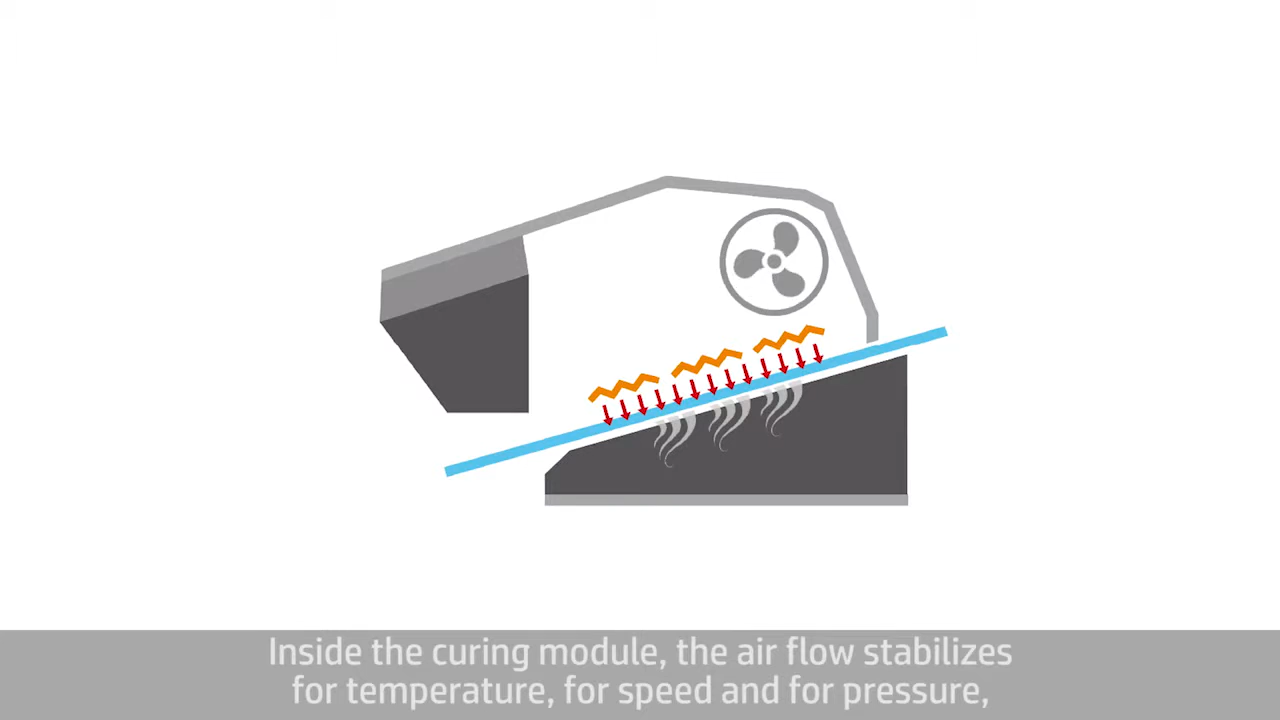 Inside the curing module, the air flow stabilizes
for temperature, for speed and for pressure,